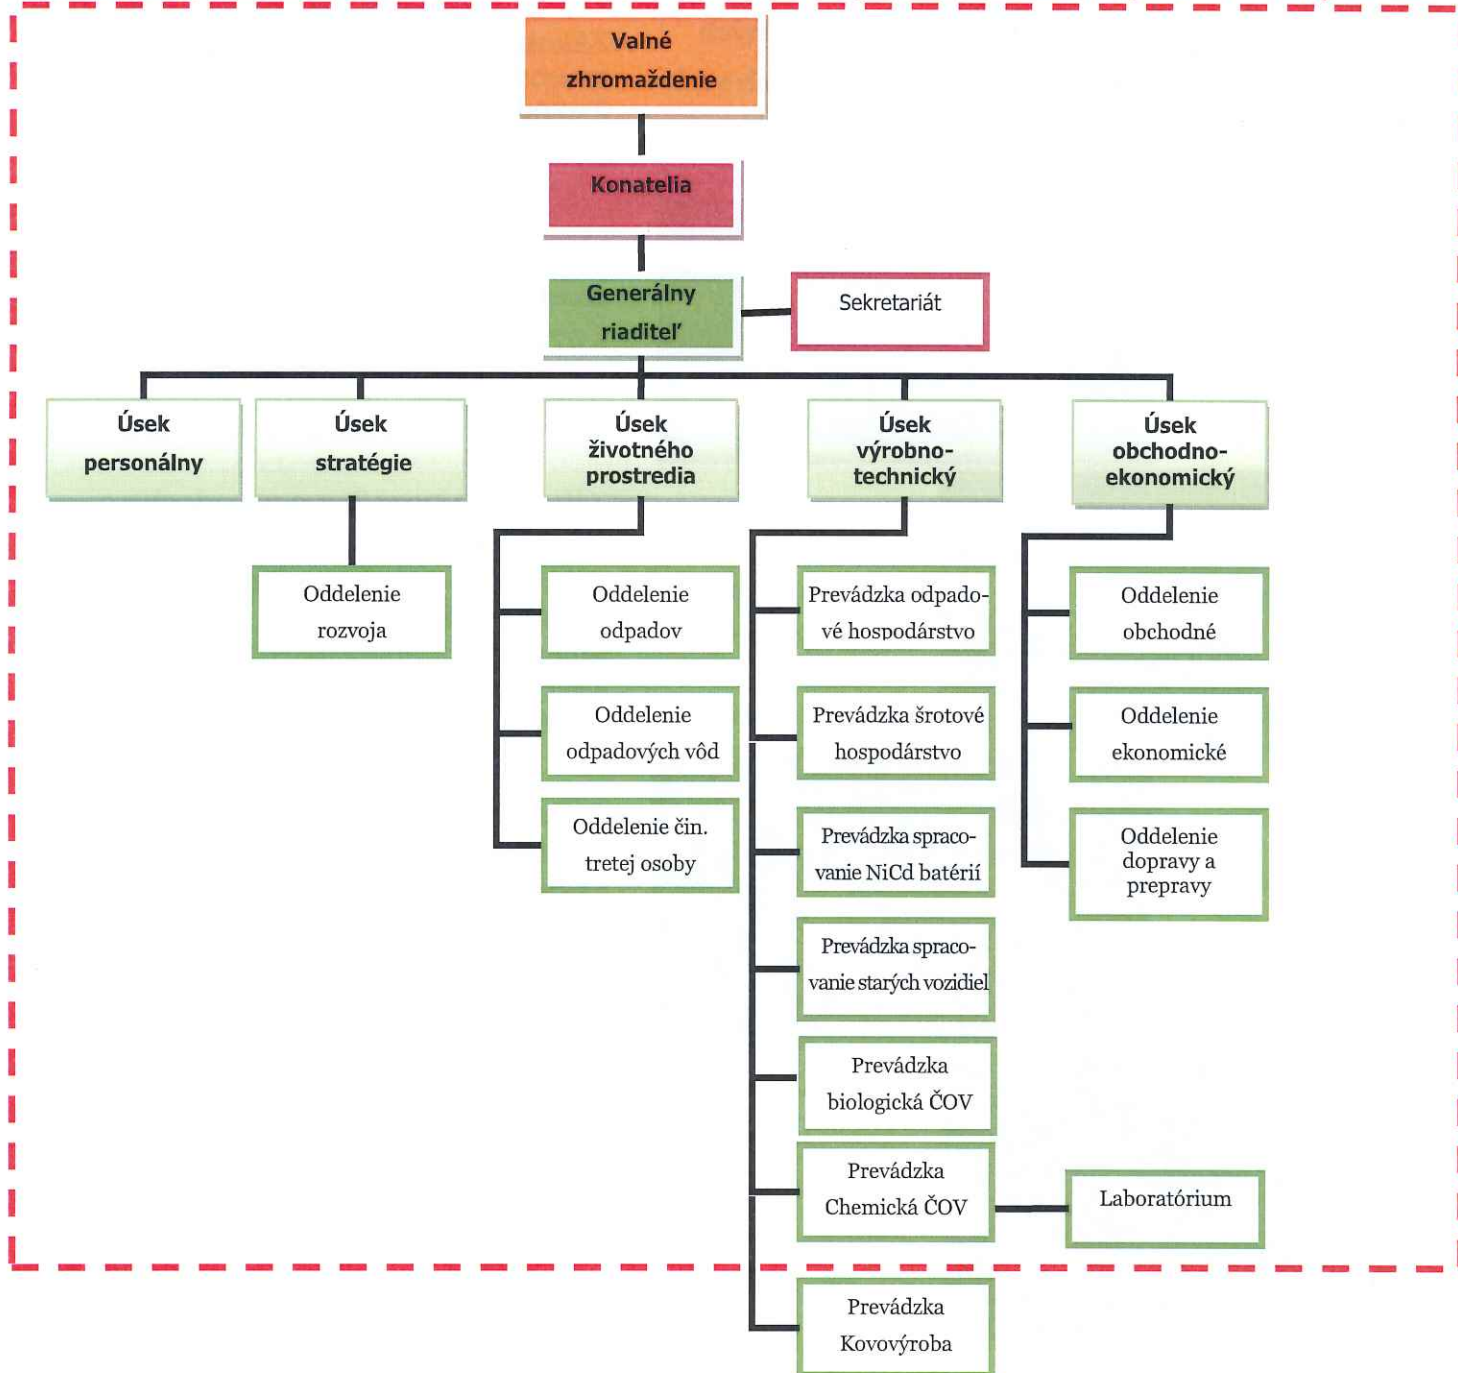 Valné
zhromaždenie
Konatelia
Generálny
riaditeľ
Sekretariát
Úsek
personálny
Úsek
stratégie
Úsek
životného
prostredia
Úsek
výrobno-
technický
Úsek
obchodno-
ekonomický
Oddelenie
rozvoja
Oddelenie
odpadov
Oddelenie
odpadových vôd
Oddelenie čin.
tretej osoby
Prevádzka odpado-
vé hospodárstvo
Prevádzka šrotové
hospodárstvo
Prevádzka spraco-
vanie NiCd batérií
Prevádzka spraco-
vanie starých vozidiel
Prevádzka
biologická ČOV
Prevádzka
Chemická ČOV
Laboratórium
Prevádzka
Kovovýroba
Oddelenie
obchodné
Oddelenie
ekonomické
Oddelenie
dopravy a
prepravy